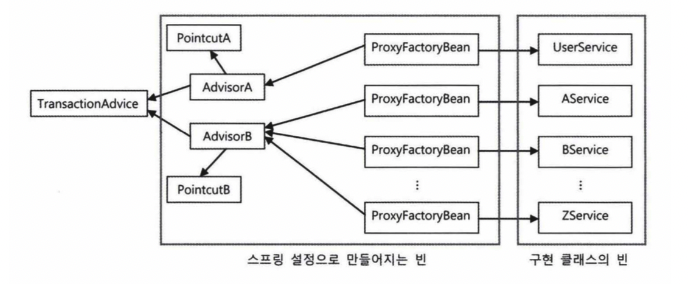 PointcutA
ProxyFactoryBean
UserService
AdvisorA
TransactionAdvice
ProxyFactoryBean
AService
AdvisorB
ProxyFactoryBean
BService
PointcutB
⋮
⋮
ProxyFactoryBean
ZService
스프링 설정으로 만들어지는 빈
구현 클래스의 빈